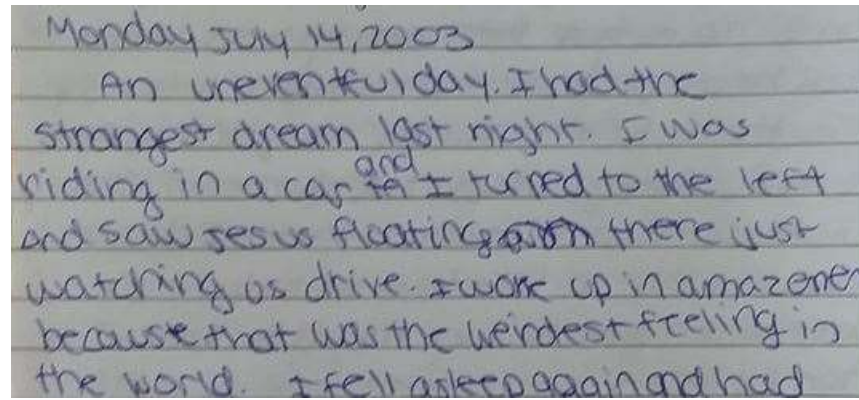 Monday July 14, 2003
An uneventful day. I had the
strangest dream last night. I was
and
riding in a car I turned to the left
and saw Jesus floating there just
watching us drive. I woke up in amazene
because that was the weirdest feeling in
the world. I fell asleep again and had